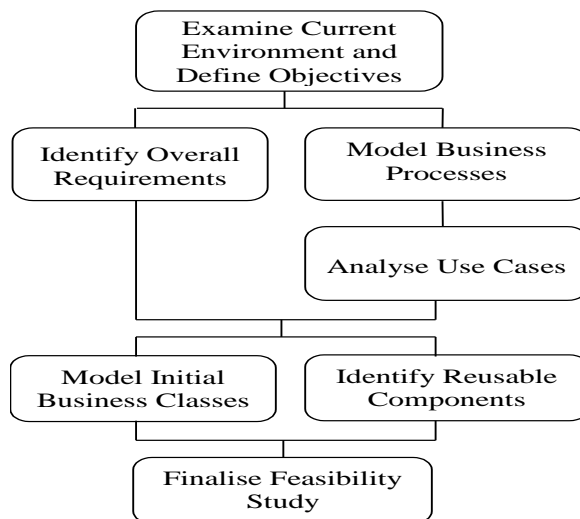 Examine Current
Environment and
Define Objectives
Identify Overall
Requirements
Model Business
Processes
Analyse Use Cases
Model Initial
Business Classes
Identify Reusable
Components
Finalise Feasibility
Study